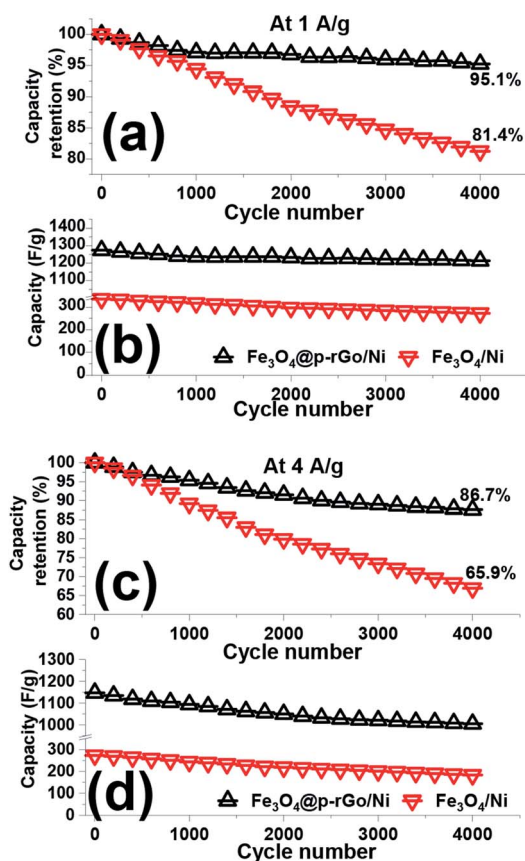 At 1 A/g
Capacity
retention (%)
100
95
90
85
80
95.1%
81.4%
(a)
0 1000 2000 3000 4000
Cycle number
Capacity (F/g)
1400
1300
1200
1100
300
200
100
0
(b)
Fe₃O₄@p-rGo/Ni Fe₃O₄/Ni
0 1000 2000 3000 4000
Cycle number
At 4 A/g
Capacity
retention (%)
100
95
90
85
80
75
70
65
60
86.7%
65.9%
(c)
0 1000 2000 3000 4000
Cycle number
Capacity (F/g)
1300
1200
1100
1000
300
200
100
0
(d)
Fe₃O₄@p-rGo/Ni Fe₃O₄/Ni
0 1000 2000 3000 4000
Cycle number